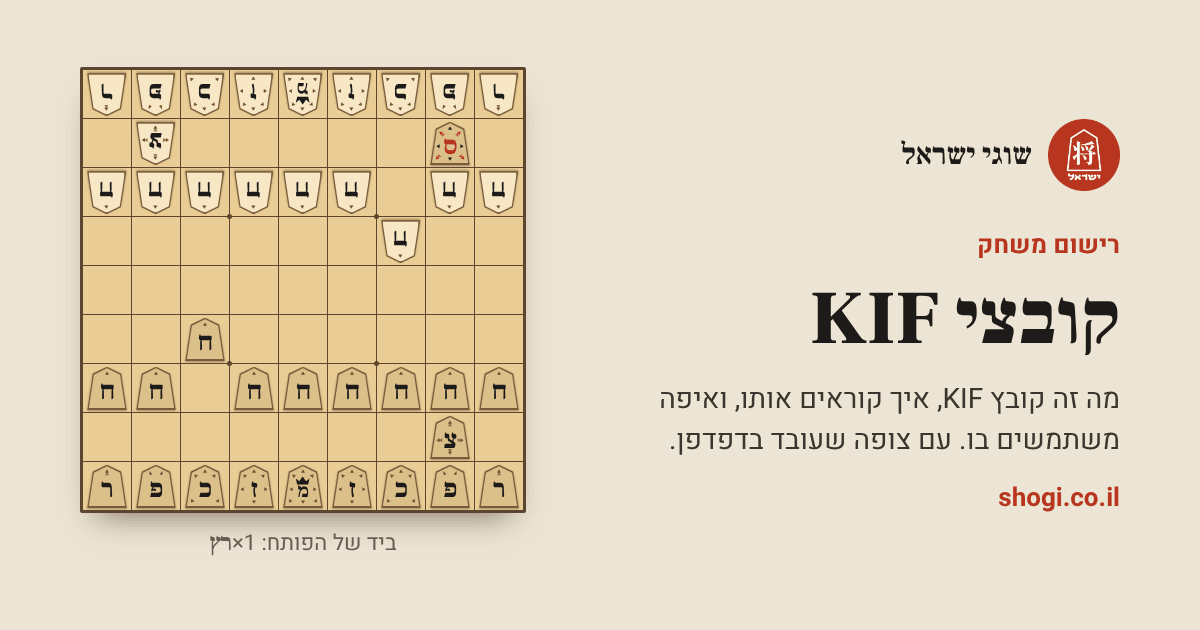 将
ישראל
שוגי ישראל
רישום משחק
קובצי KIF
מה זה קובץ KIF, איך קוראים אותו, ואיפה
משתמשים בו. עם צופה שעובד בדפדפן.
shogi.co.il
ר פ כ ז מ ז כ פ ר
ס צ
ח ח ח ח ח ח ח ח
ח
ח
ח ח ח ח ח ח ח ח
צ
ר פ כ ז מ ז כ פ ר
ביד של הפותח: 1×רץ